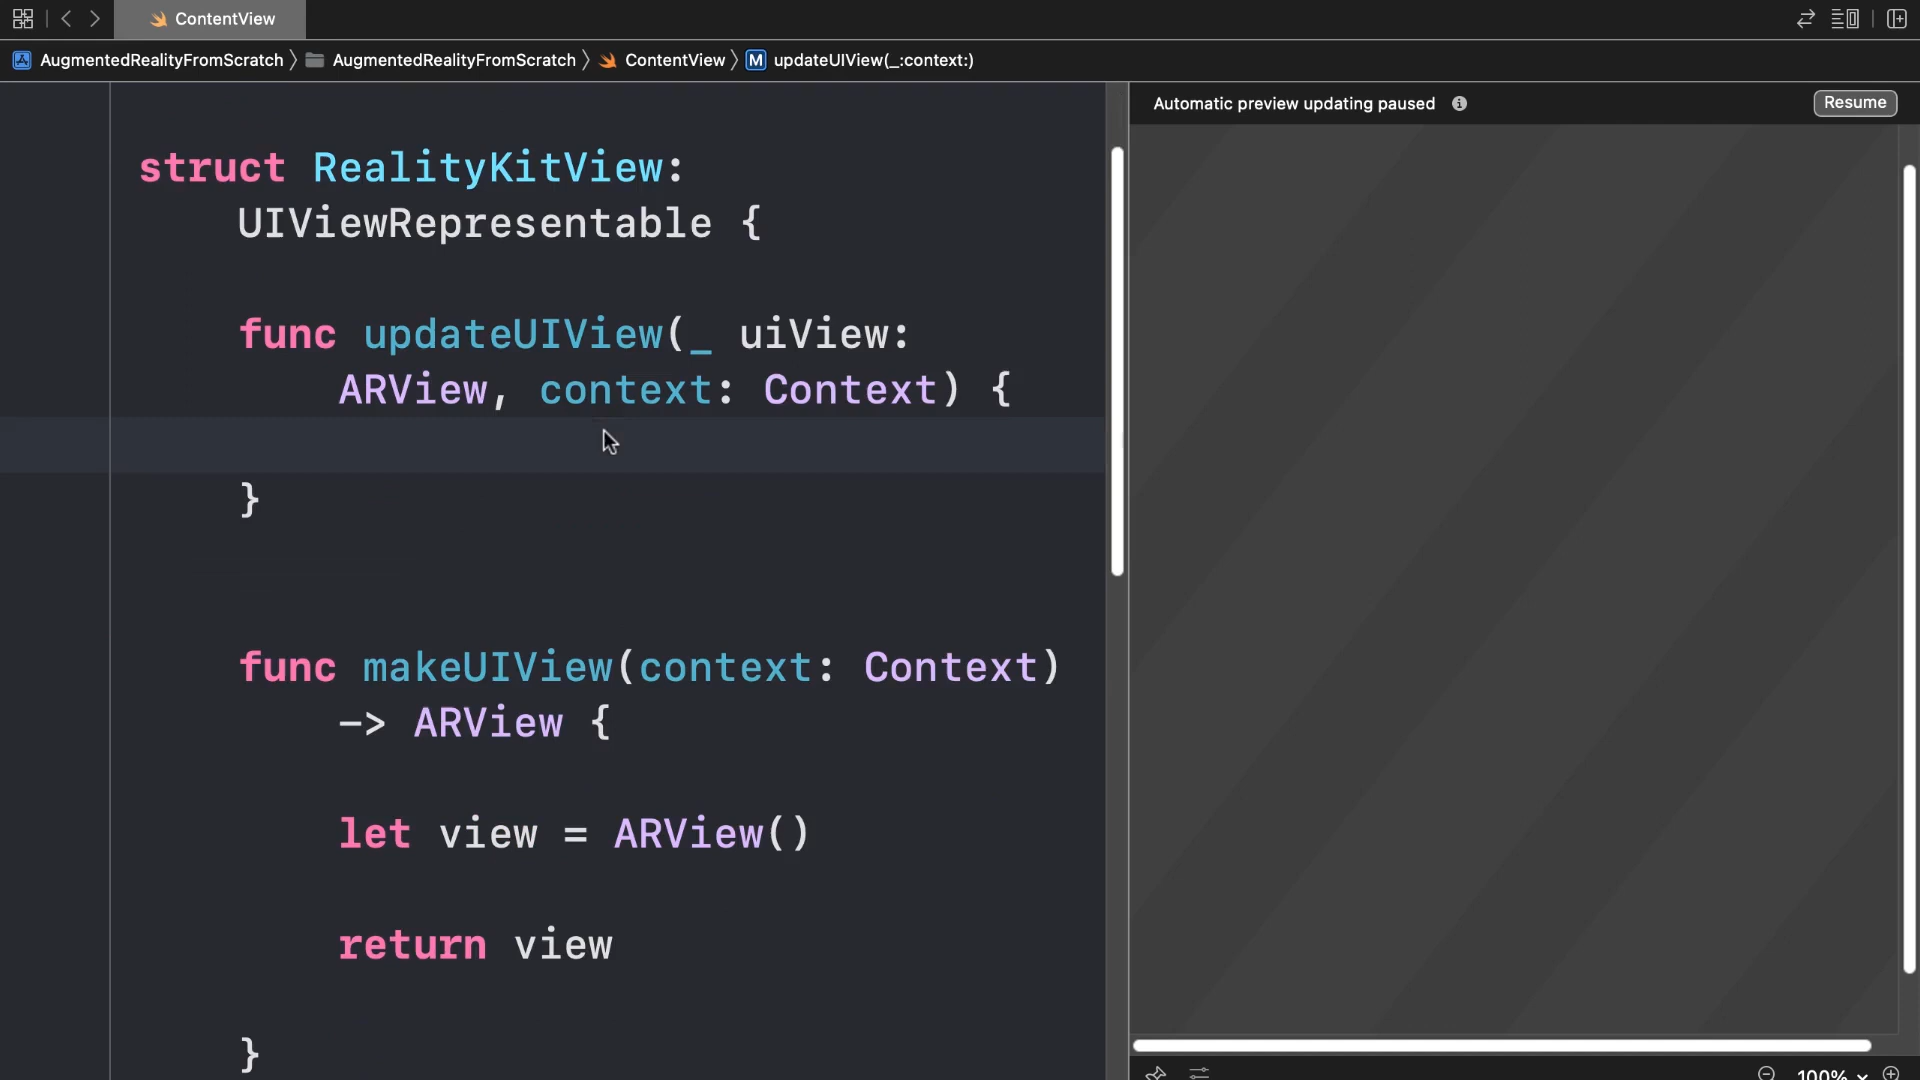 ContentView
AugmentedRealityFromScratch 〉 AugmentedRealityFromScratch 〉 ContentView 〉 M updateUIView(_:context:)
Automatic preview updating paused
Resume
struct RealityKitView:
UIViewRepresentable {
func updateUIView(_ uiView:
ARView, context: Context) {
}
func makeUIView(context: Context)
-> ARView {
let view = ARView()
return view
}
100%